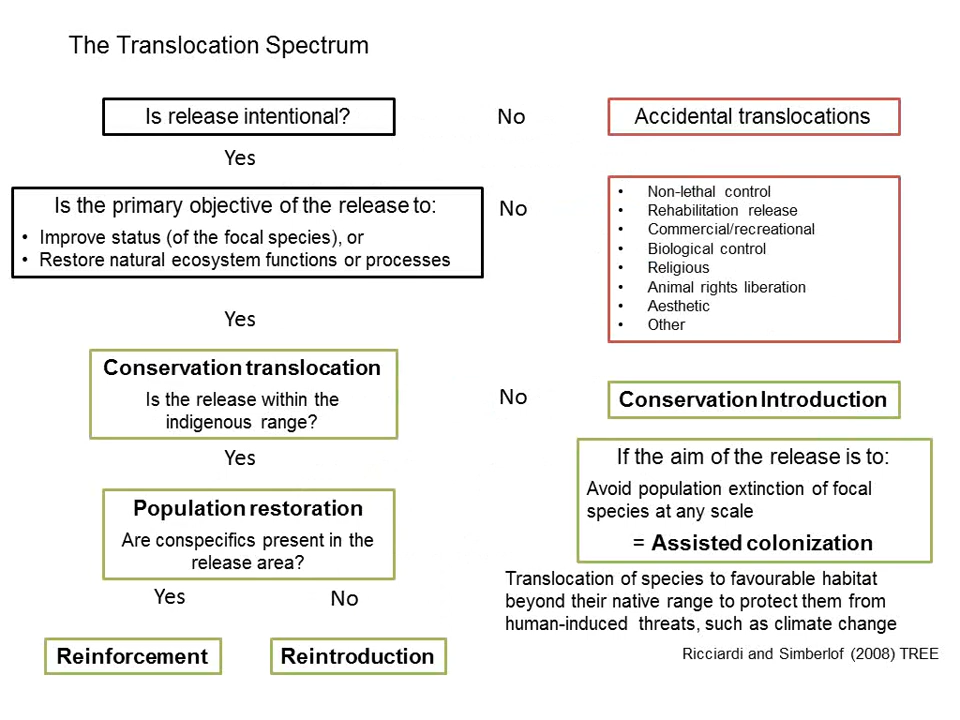 The Translocation Spectrum
Is release intentional?
No
Accidental translocations
Yes
Is the primary objective of the release to:
• Improve status (of the focal species), or
• Restore natural ecosystem functions or processes
No
• Non-lethal control
• Rehabilitation release
• Commercial/recreational
• Biological control
• Religious
• Animal rights liberation
• Aesthetic
• Other
Yes
Conservation translocation
Is the release within the
indigenous range?
No
Conservation Introduction
Yes
If the aim of the release is to:
Avoid population extinction of focal
species at any scale
= Assisted colonization
Population restoration
Are conspecifics present in the
release area?
Translocation of species to favourable habitat
beyond their native range to protect them from
human-induced threats, such as climate change
Yes
No
Reinforcement
Reintroduction
Ricciardi and Simberlof (2008) TREE